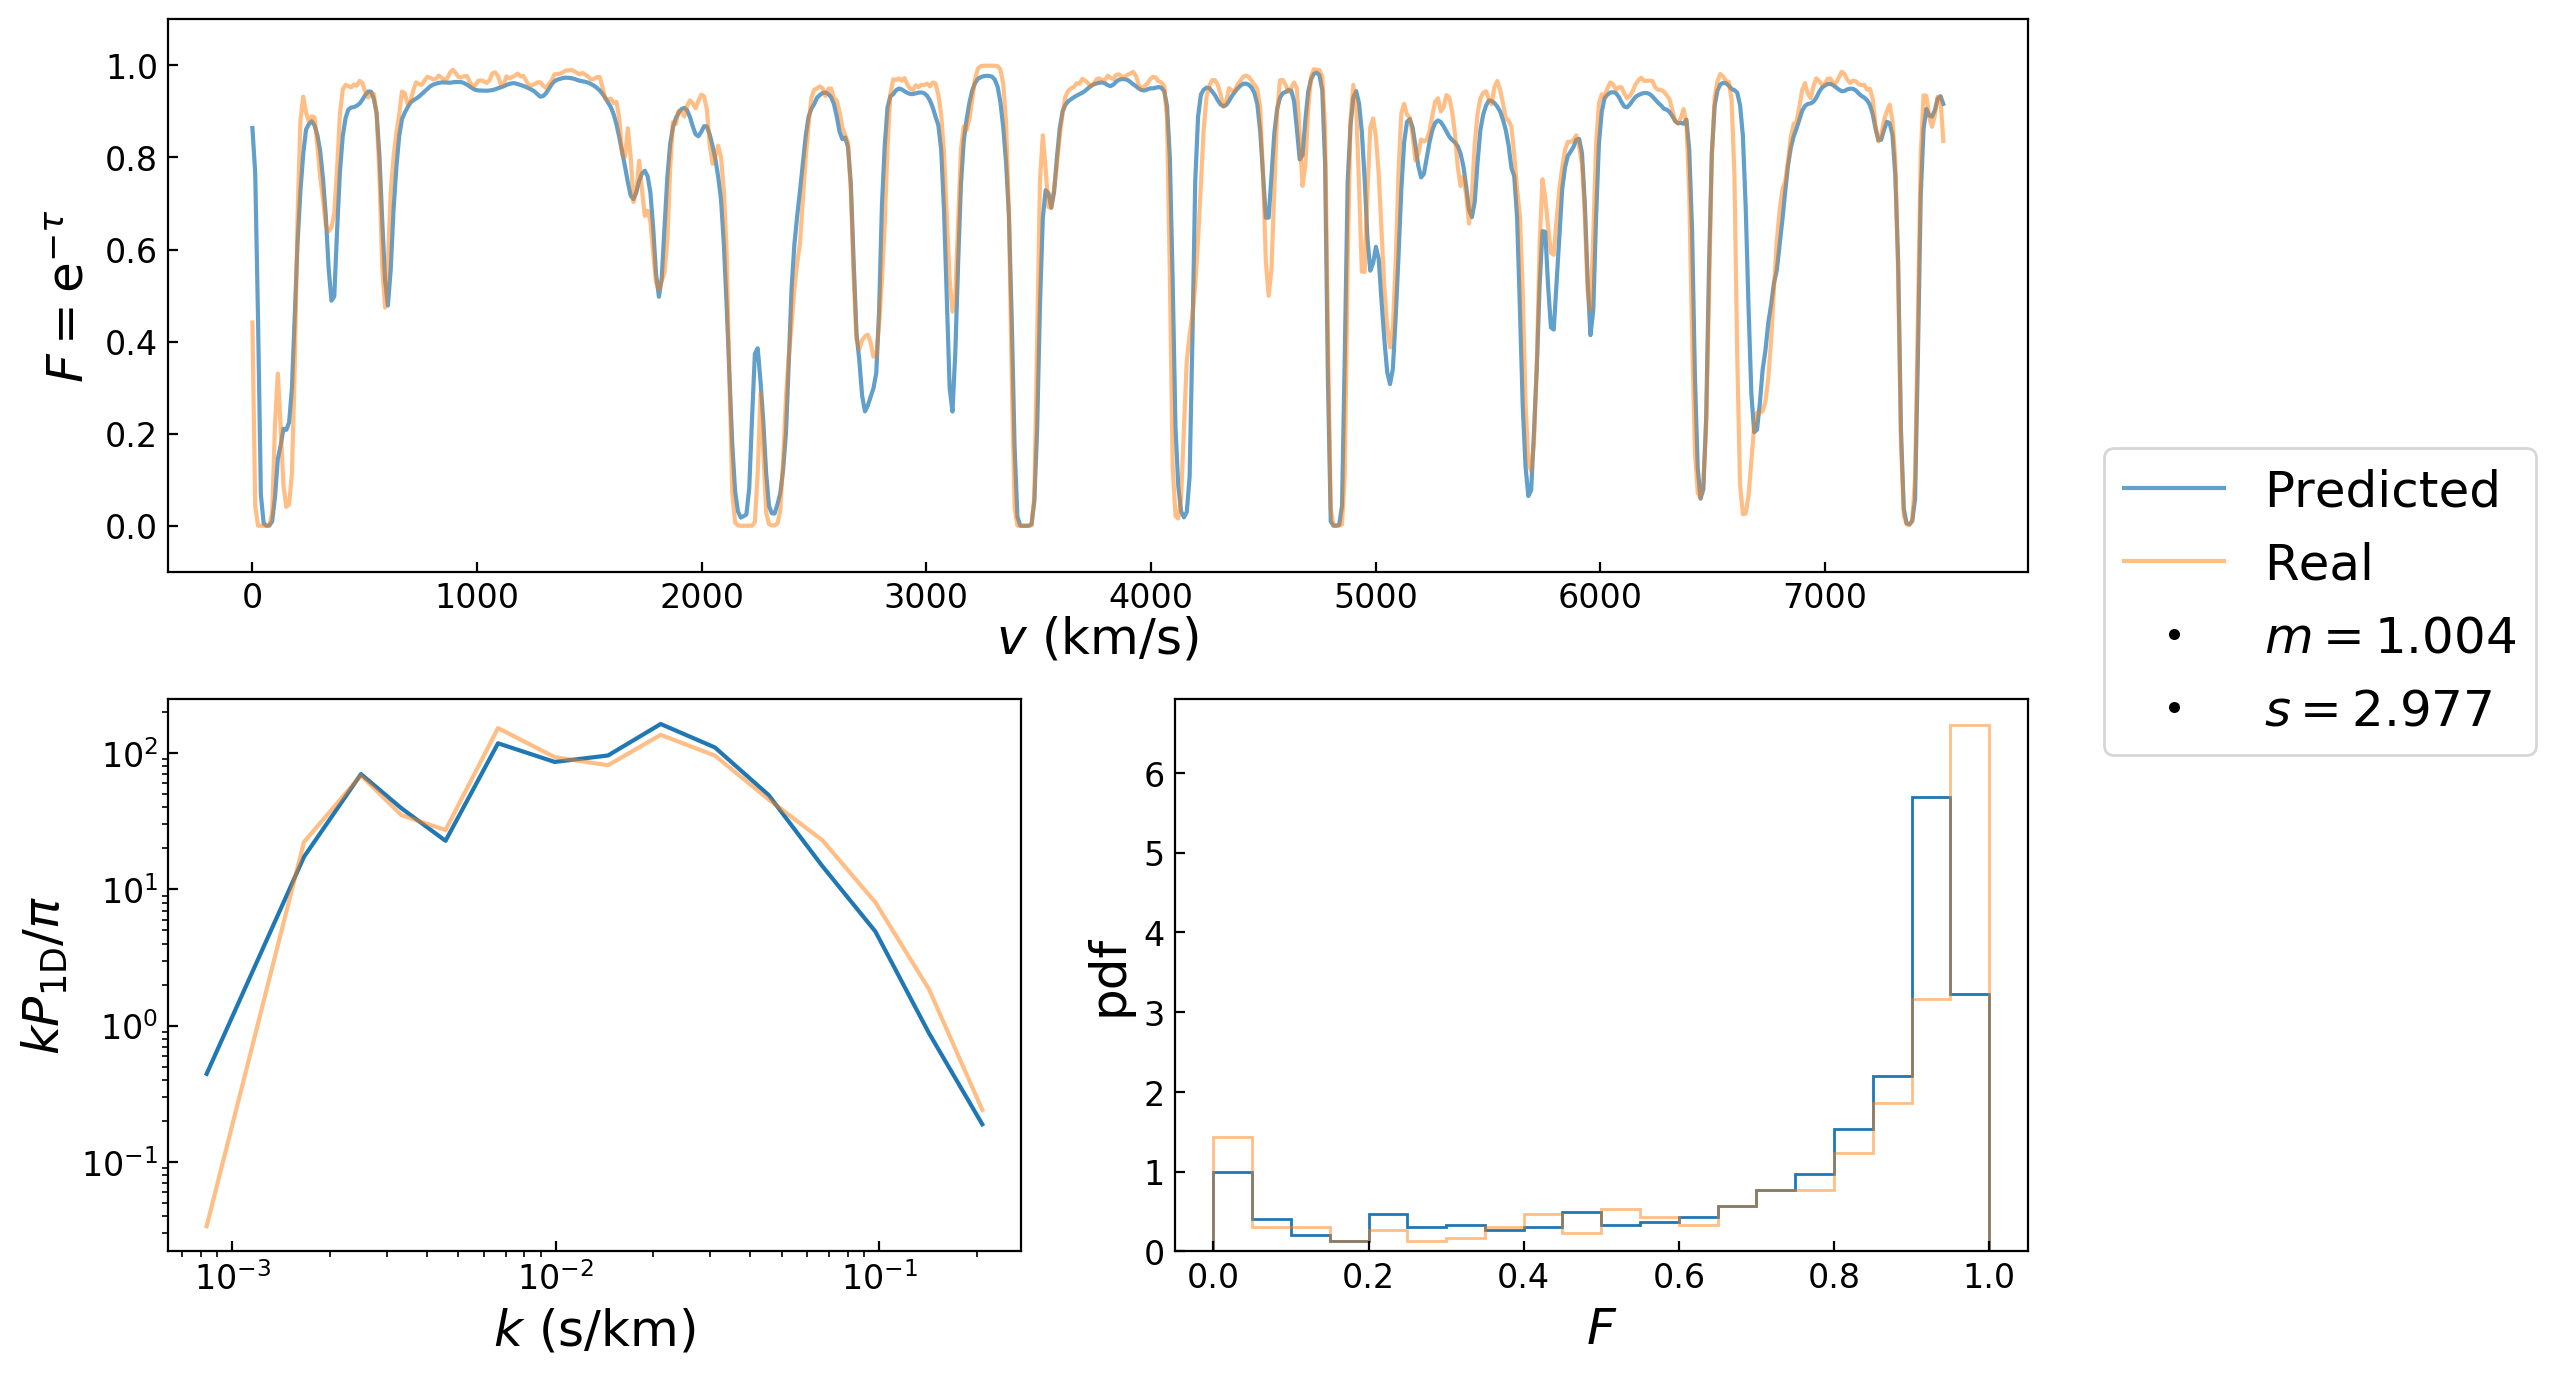 1.0
0.8
0.6
0.4
0.2
0.0
F = e^{−τ}
0 1000 2000 3000 4000 5000 6000 7000
v (km/s)
Predicted
Real
m = 1.004
s = 2.977
10^2
10^1
10^0
10^{−1}
kP_{1D}/π
10^{−3} 10^{−2} 10^{−1}
k (s/km)
6
5
4
3
2
1
0
pdf
0.0 0.2 0.4 0.6 0.8 1.0
F